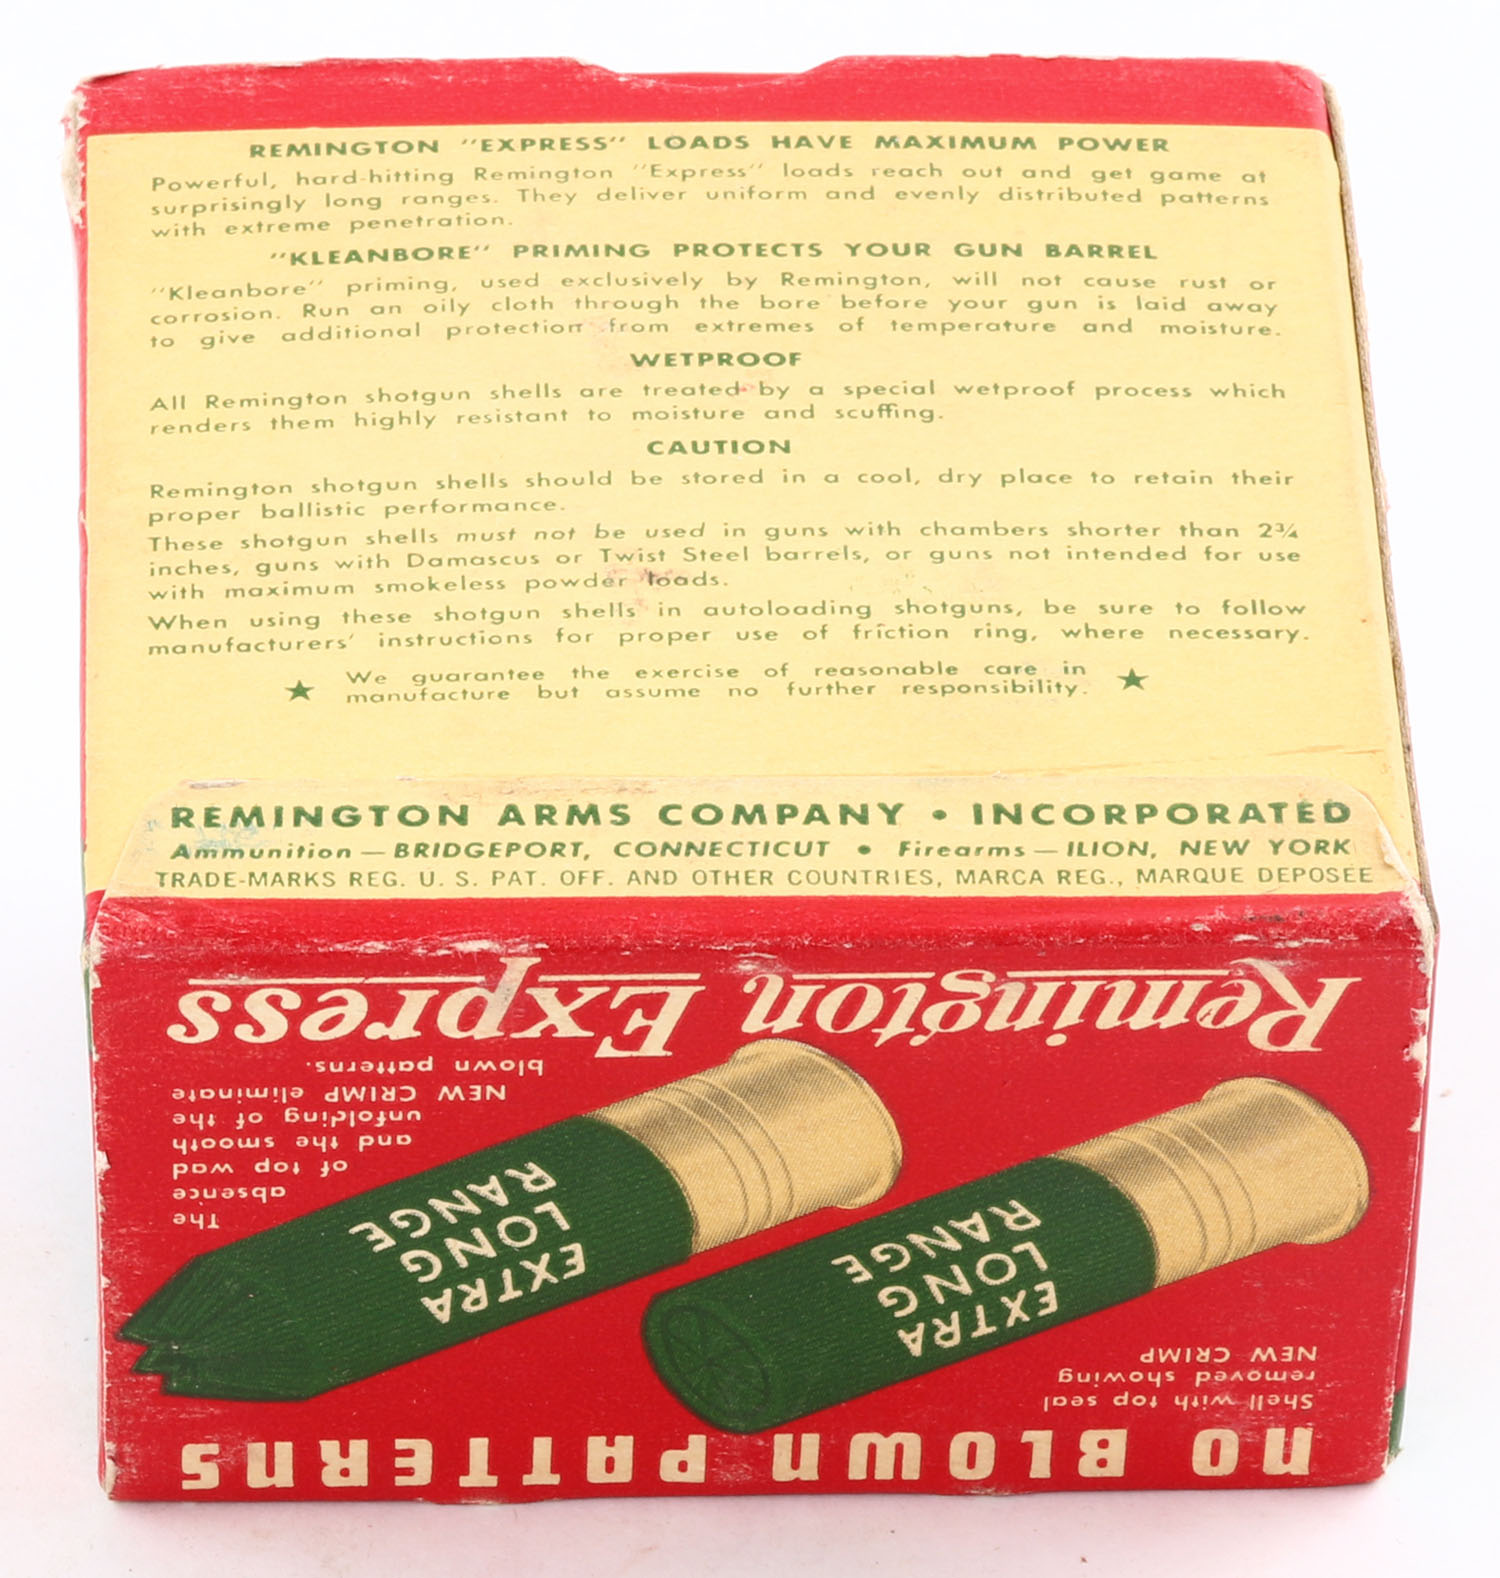 REMINGTON "EXPRESS" LOADS HAVE MAXIMUM POWER
Powerful, hard-hitting Remington "Express" loads reach out and get game at
surprisingly long ranges. They deliver uniform and evenly distributed patterns
with extreme penetration.
"KLEANBORE" PRIMING PROTECTS YOUR GUN BARREL
"Kleanbore" priming, used exclusively by Remington, will not cause rust or
corrosion. Run an oily cloth through the bore before your gun is laid away
to give additional protection from extremes of temperature and moisture.
WETPROOF
All Remington shotgun shells are treated by a special wetproof process which
renders them highly resistant to moisture and scuffing.
CAUTION
Remington shotgun shells should be stored in a cool, dry place to retain their
proper ballistic performance.
These shotgun shells must not be used in guns with chambers shorter than 2¾
inches, guns with Damascus or Twist Steel barrels, or guns not intended for use
with maximum smokeless powder loads.
When using these shotgun shells in autoloading shotguns, be sure to follow
manufacturers' instructions for proper use of friction ring, where necessary.
★ We guarantee the exercise of reasonable care in ★
manufacture but assume no further responsibility.
REMINGTON ARMS COMPANY • INCORPORATED
Ammunition — BRIDGEPORT, CONNECTICUT • Firearms — ILION, NEW YORK
TRADE-MARKS REG. U. S. PAT. OFF. AND OTHER COUNTRIES, MARCA REG., MARQUE DEPOSÉE
NO BLOWN PATTERNS
Shell with top seal
removed showing
NEW CRIMP
EXTRA
LONG
RANGE
EXTRA
LONG
RANGE
The
absence
of top wad
and the smooth
unfolding of the
NEW CRIMP eliminate
blown patterns.
Remington Express